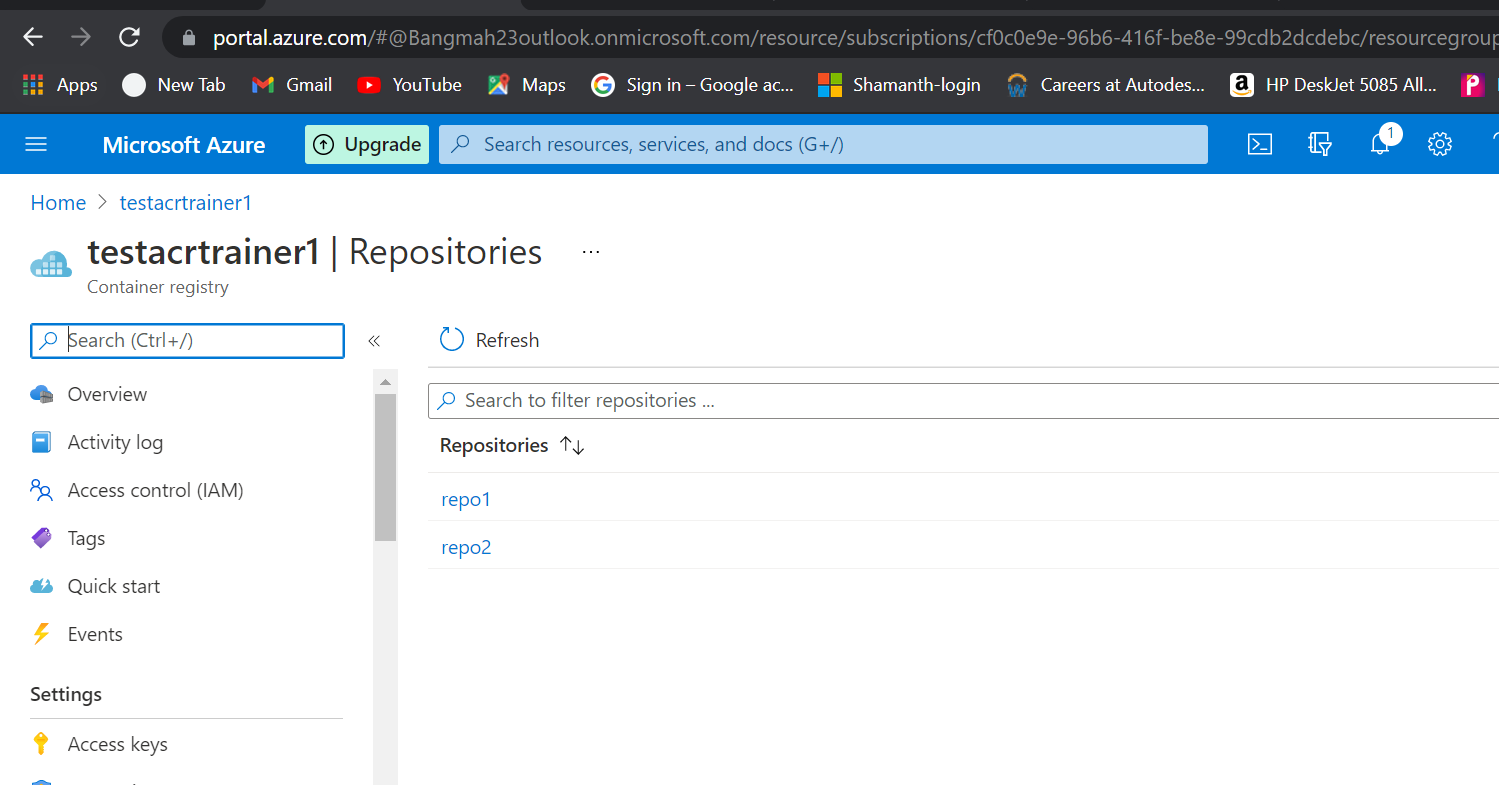 portal.azure.com/#@Bangmah23outlook.onmicrosoft.com/resource/subscriptions/cf0c0e9e-96b6-416f-be8e-99cdb2dcdebc/resourcegroup
Apps New Tab Gmail YouTube Maps Sign in – Google ac... Shamanth-login Careers at Autodes... HP DeskJet 5085 All...
Microsoft Azure Upgrade Search resources, services, and docs (G+/) 1
Home > testacrtrainer1
testacrtrainer1 | Repositories ...
Container registry
Search (Ctrl+/) «
Refresh
Overview
Activity log
Access control (IAM)
Tags
Quick start
Events
Settings
Access keys
Search to filter repositories ...
Repositories ↑↓
repo1
repo2